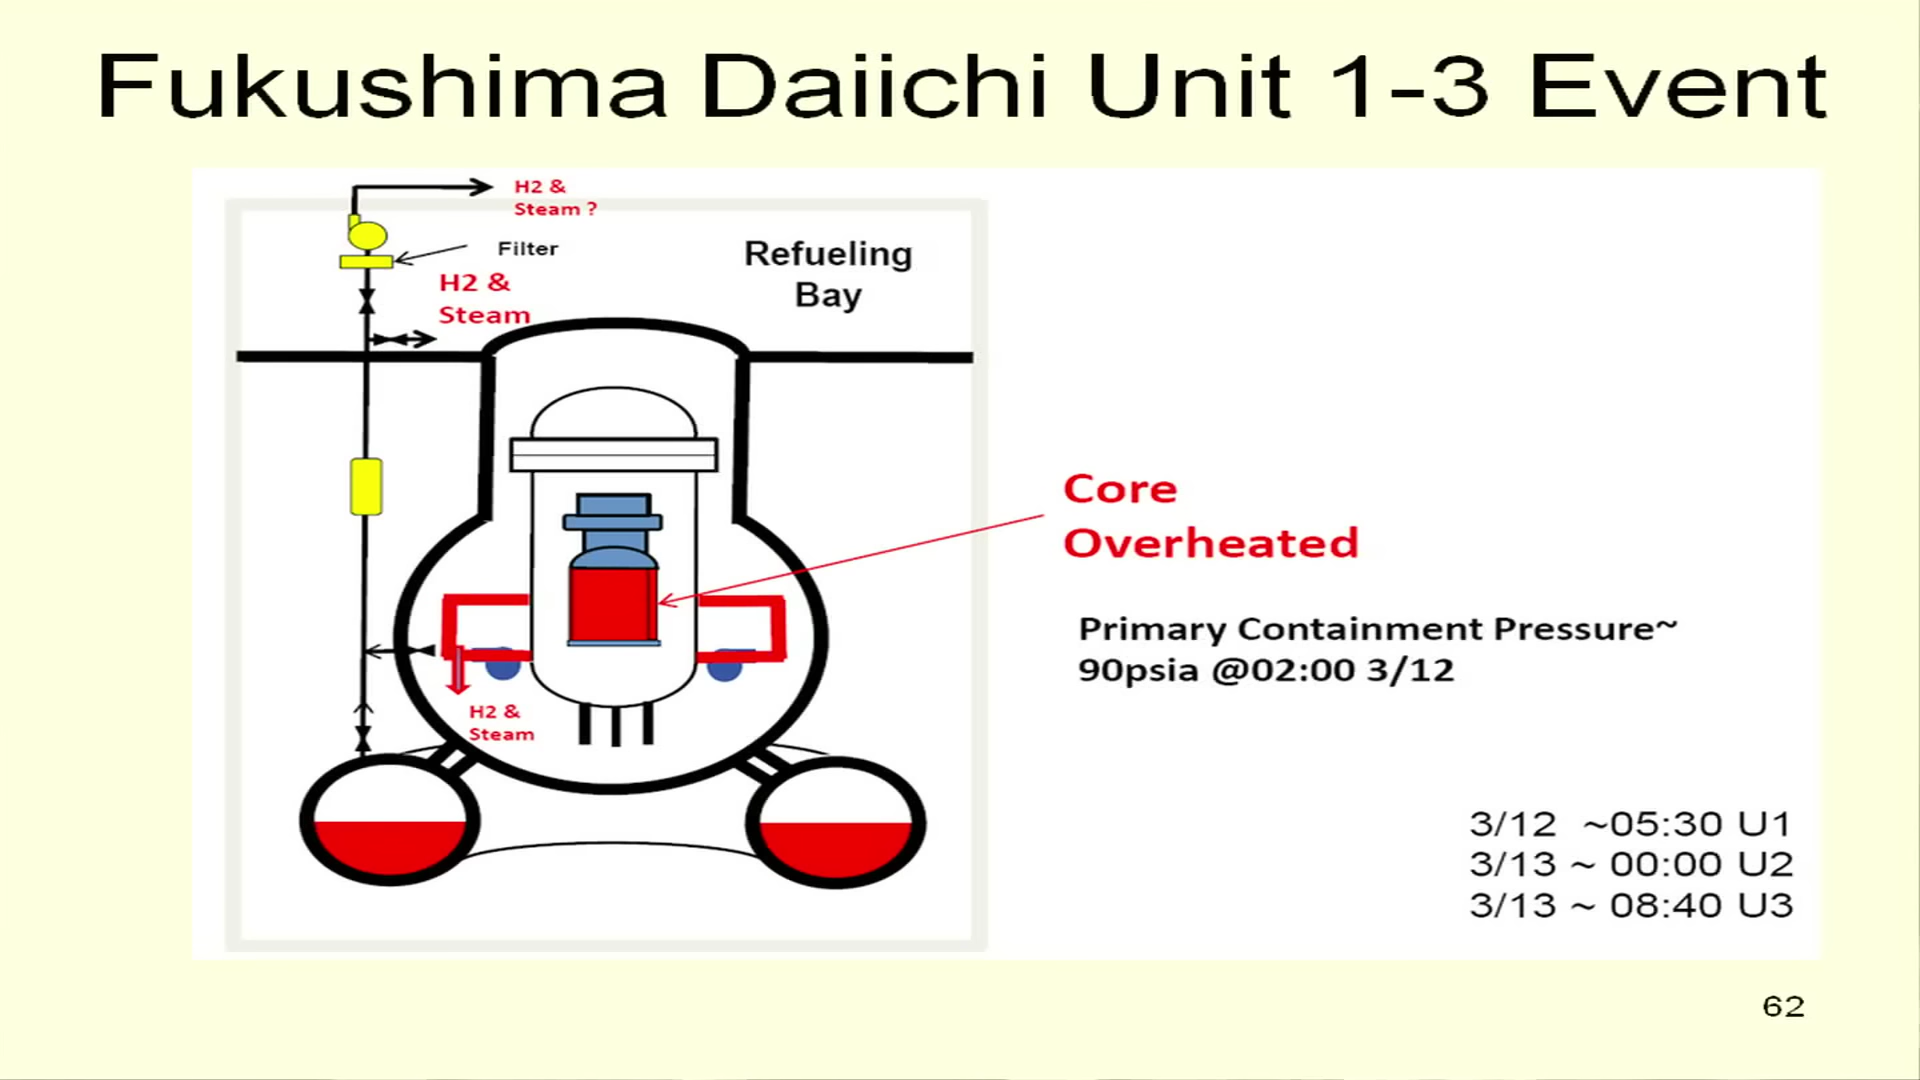 Fukushima Daiichi Unit 1-3 Event
H2 &
Steam ?
Filter
H2 &
Steam
Refueling
Bay
Core
Overheated
Primary Containment Pressure~
90psia @02:00 3/12
H2 &
Steam
3/12 ~05:30 U1
3/13 ~ 00:00 U2
3/13 ~ 08:40 U3
62